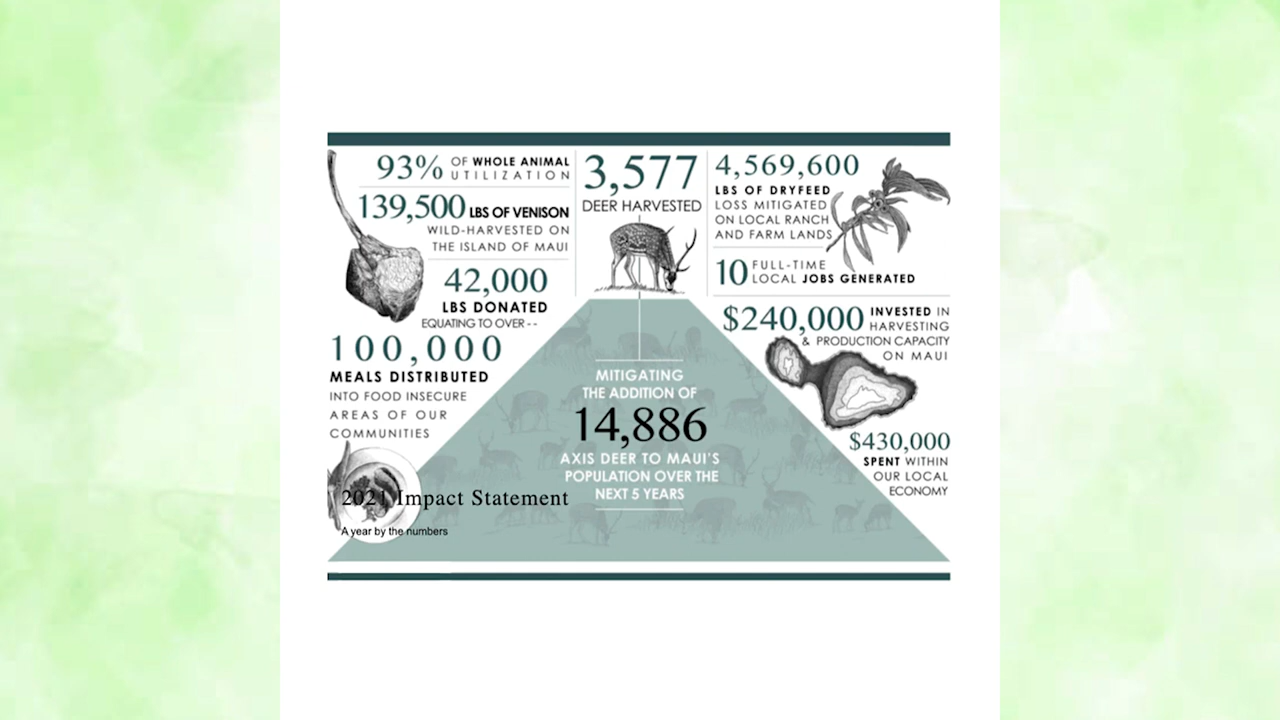 93% OF WHOLE ANIMAL
UTILIZATION
139,500 LBS OF VENISON
WILD-HARVESTED ON
THE ISLAND OF MAUI
42,000
LBS DONATED
EQUATING TO OVER - -
100,000
MEALS DISTRIBUTED
INTO FOOD INSECURE
AREAS OF OUR
COMMUNITIES
3,577
DEER HARVESTED
MITIGATING
THE ADDITION OF
14,886
AXIS DEER TO MAUI'S
POPULATION OVER THE
NEXT 5 YEARS
4,569,600
LBS OF DRYFEED
LOSS MITIGATED
ON LOCAL RANCH
AND FARM LANDS
10 FULL-TIME
LOCAL JOBS GENERATED
$240,000 INVESTED IN
HARVESTING
& PRODUCTION CAPACITY
ON MAUI
$430,000
SPENT WITHIN
OUR LOCAL
ECONOMY
2021 Impact Statement
A year by the numbers